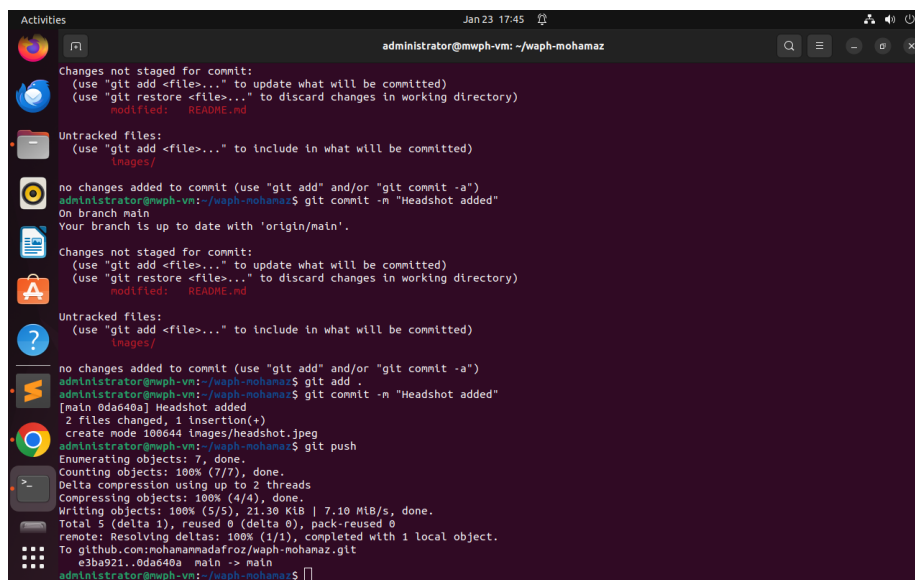 Activities
Jan 23 17:45
administrator@mwph-vm: ~/waph-mohamaz
Changes not staged for commit:
(use "git add <file>..." to update what will be committed)
(use "git restore <file>..." to discard changes in working directory)
modified: README.md
Untracked files:
(use "git add <file>..." to include in what will be committed)
images/
no changes added to commit (use "git add" and/or "git commit -a")
administrator@mwph-vm:~/waph-mohamaz$ git commit -m "Headshot added"
On branch main
Your branch is up to date with 'origin/main'.
Changes not staged for commit:
(use "git add <file>..." to update what will be committed)
(use "git restore <file>..." to discard changes in working directory)
modified: README.md
Untracked files:
(use "git add <file>..." to include in what will be committed)
images/
no changes added to commit (use "git add" and/or "git commit -a")
administrator@mwph-vm:~/waph-mohamaz$ git add .
administrator@mwph-vm:~/waph-mohamaz$ git commit -m "Headshot added"
[main 0da640a] Headshot added
2 files changed, 1 insertion(+)
create mode 100644 images/headshot.jpeg
administrator@mwph-vm:~/waph-mohamaz$ git push
Enumerating objects: 7, done.
Counting objects: 100% (7/7), done.
Delta compression using up to 2 threads
Compressing objects: 100% (4/4), done.
Writing objects: 100% (5/5), 21.30 KiB | 7.10 MiB/s, done.
Total 5 (delta 1), reused 0 (delta 0), pack-reused 0
remote: Resolving deltas: 100% (1/1), completed with 1 local object.
To github.com:mohamammadafroz/waph-mohamaz.git
e3ba921..0da640a main -> main
administrator@mwph-vm:~/waph-mohamaz$